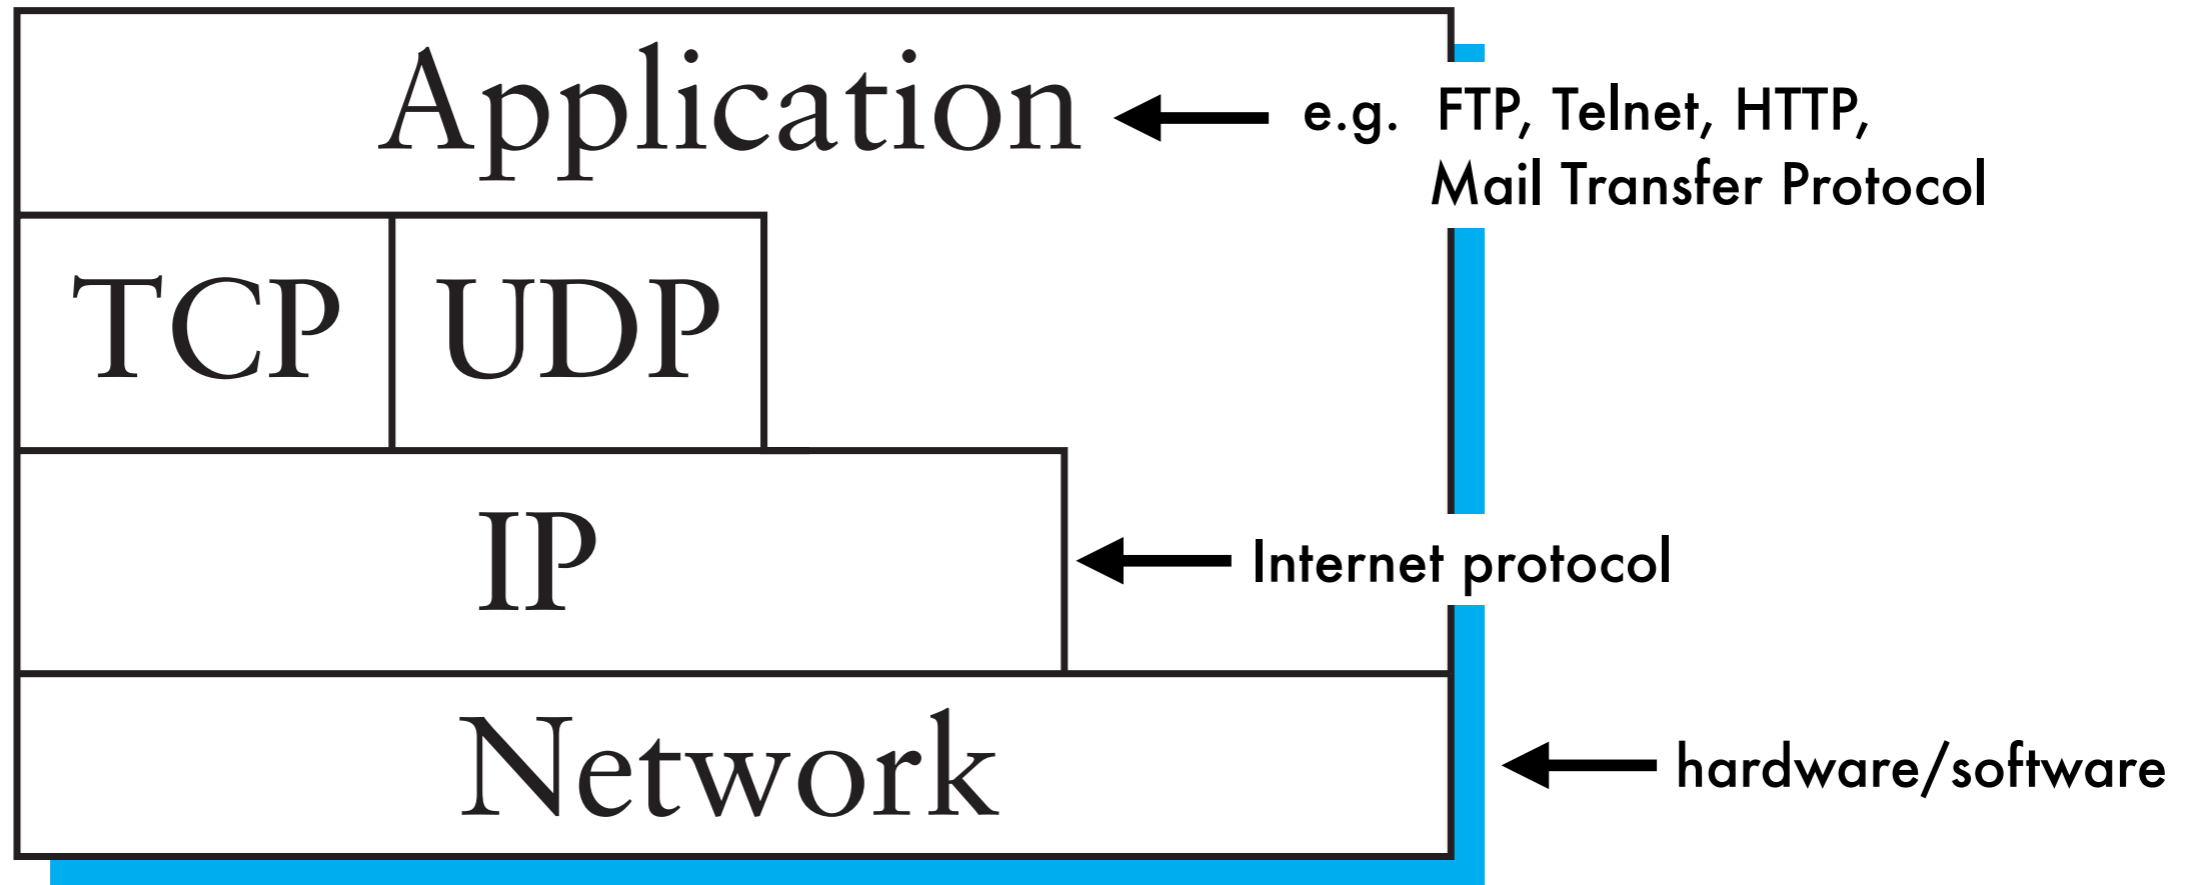 Application
e.g. FTP, Telnet, HTTP,
Mail Transfer Protocol
TCP UDP
IP
Internet protocol
Network
hardware/software